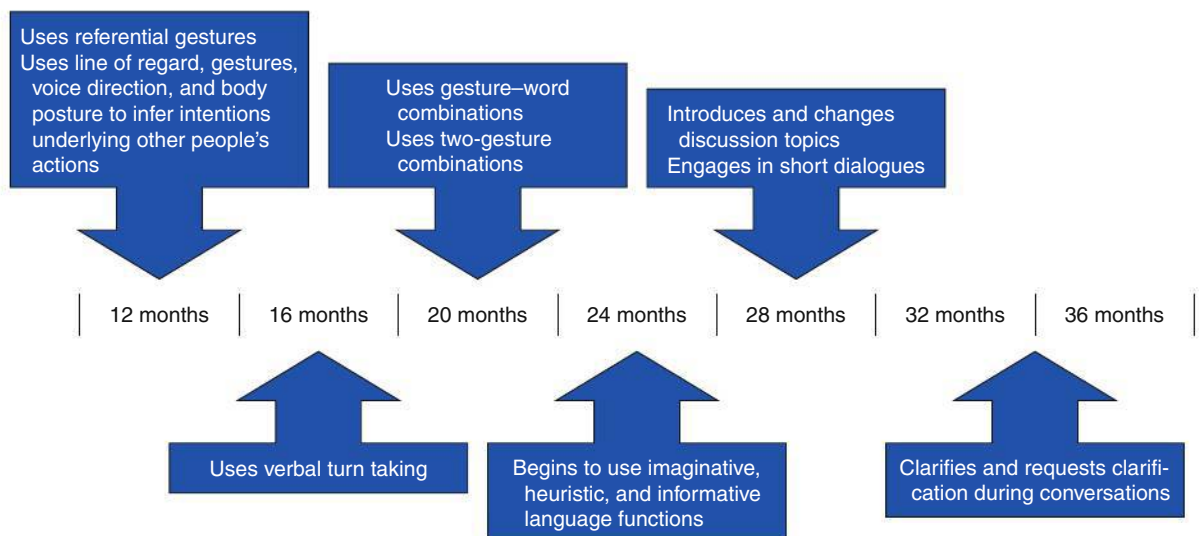 Uses referential gestures
Uses line of regard, gestures,
voice direction, and body
posture to infer intentions
underlying other people's
actions
Uses gesture–word
combinations
Uses two-gesture
combinations
Introduces and changes
discussion topics
Engages in short dialogues
12 months
16 months
20 months
24 months
28 months
32 months
36 months
Uses verbal turn taking
Begins to use imaginative,
heuristic, and informative
language functions
Clarifies and requests clarifi-
cation during conversations